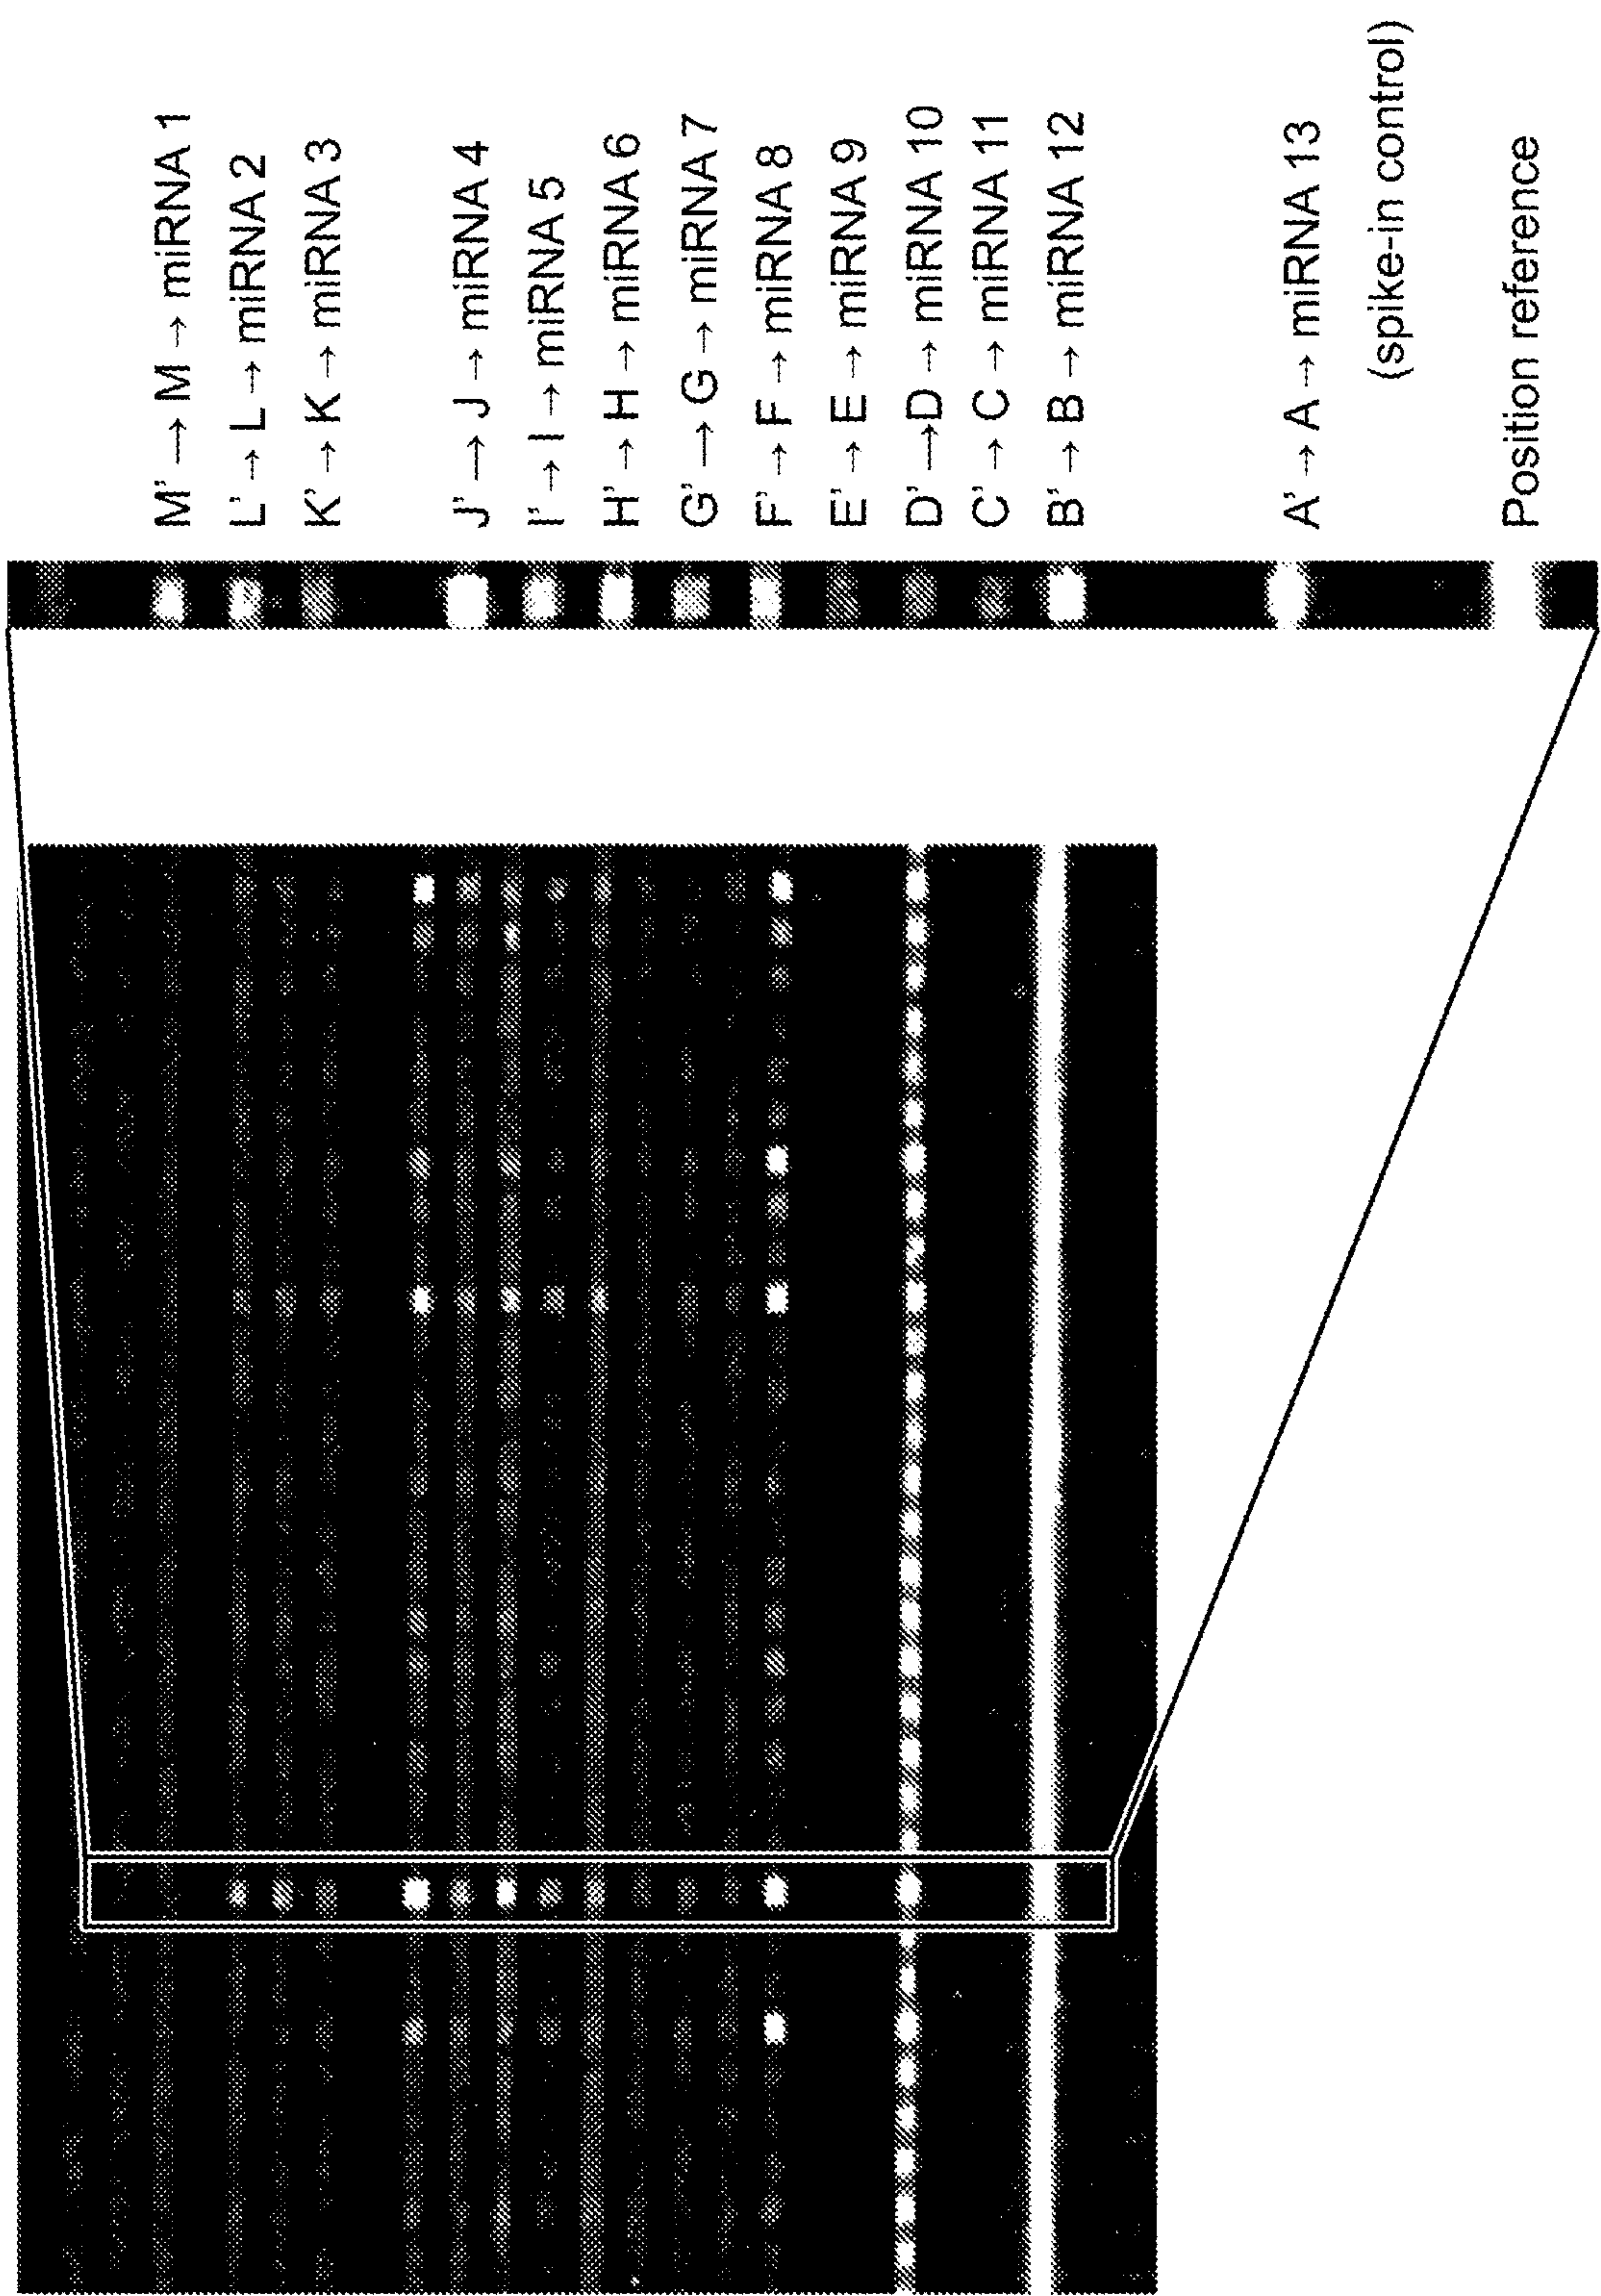 M' → M → miRNA 1
L' → L → miRNA 2
K' → K → miRNA 3
J' → J → miRNA 4
I' → I → miRNA 5
H' → H → miRNA 6
G' → G → miRNA 7
F' → F → miRNA 8
E' → E → miRNA 9
D' → D → miRNA 10
C' → C → miRNA 11
B' → B → miRNA 12
A' → A → miRNA 13
(spike-in control)
Position reference